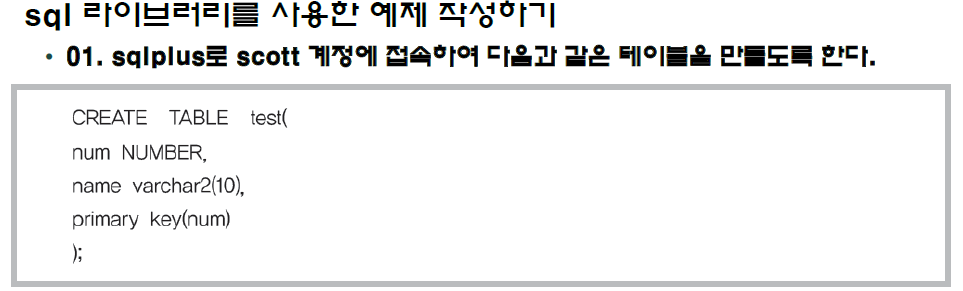 sql 라이브러리를 사용한 예제 작성하기
• 01. sqlplus로 scott 계정에 접속하여 다음과 같은 테이블을 만들도록 한다.
CREATE TABLE test(
num NUMBER,
name varchar2(10),
primary key(num)
);